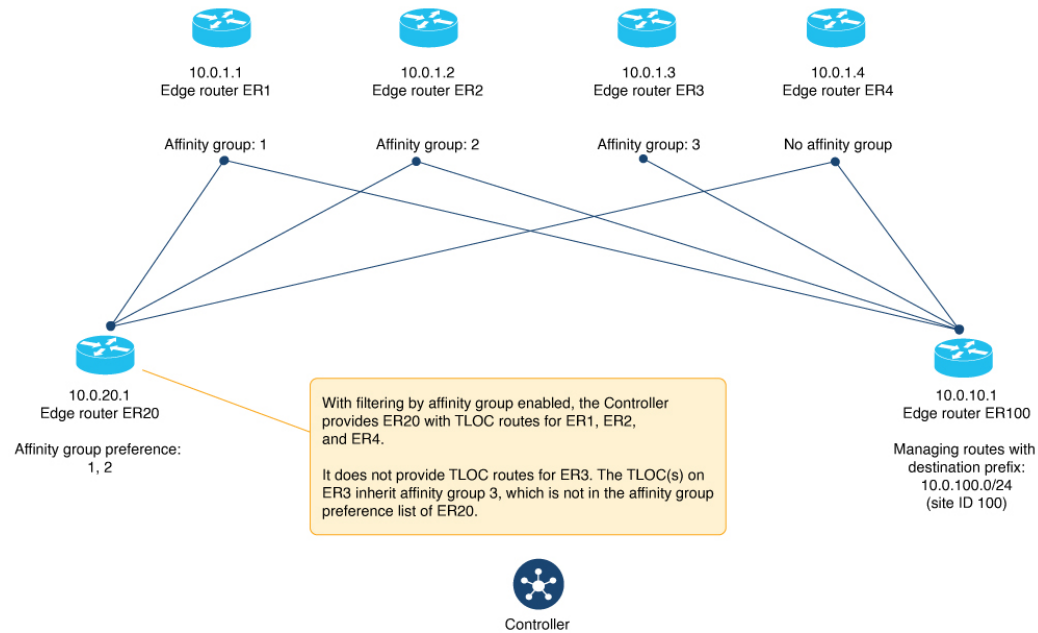 10.0.1.1
Edge router ER1
10.0.1.2
Edge router ER2
10.0.1.3
Edge router ER3
10.0.1.4
Edge router ER4
Affinity group: 1
Affinity group: 2
Affinity group: 3
No affinity group
10.0.20.1
Edge router ER20
Affinity group preference:
1, 2
With filtering by affinity group enabled, the Controller
provides ER20 with TLOC routes for ER1, ER2,
and ER4.
It does not provide TLOC routes for ER3. The TLOC(s) on
ER3 inherit affinity group 3, which is not in the affinity group
preference list of ER20.
10.0.10.1
Edge router ER100
Managing routes with
destination prefix:
10.0.100.0/24
(site ID 100)
Controller